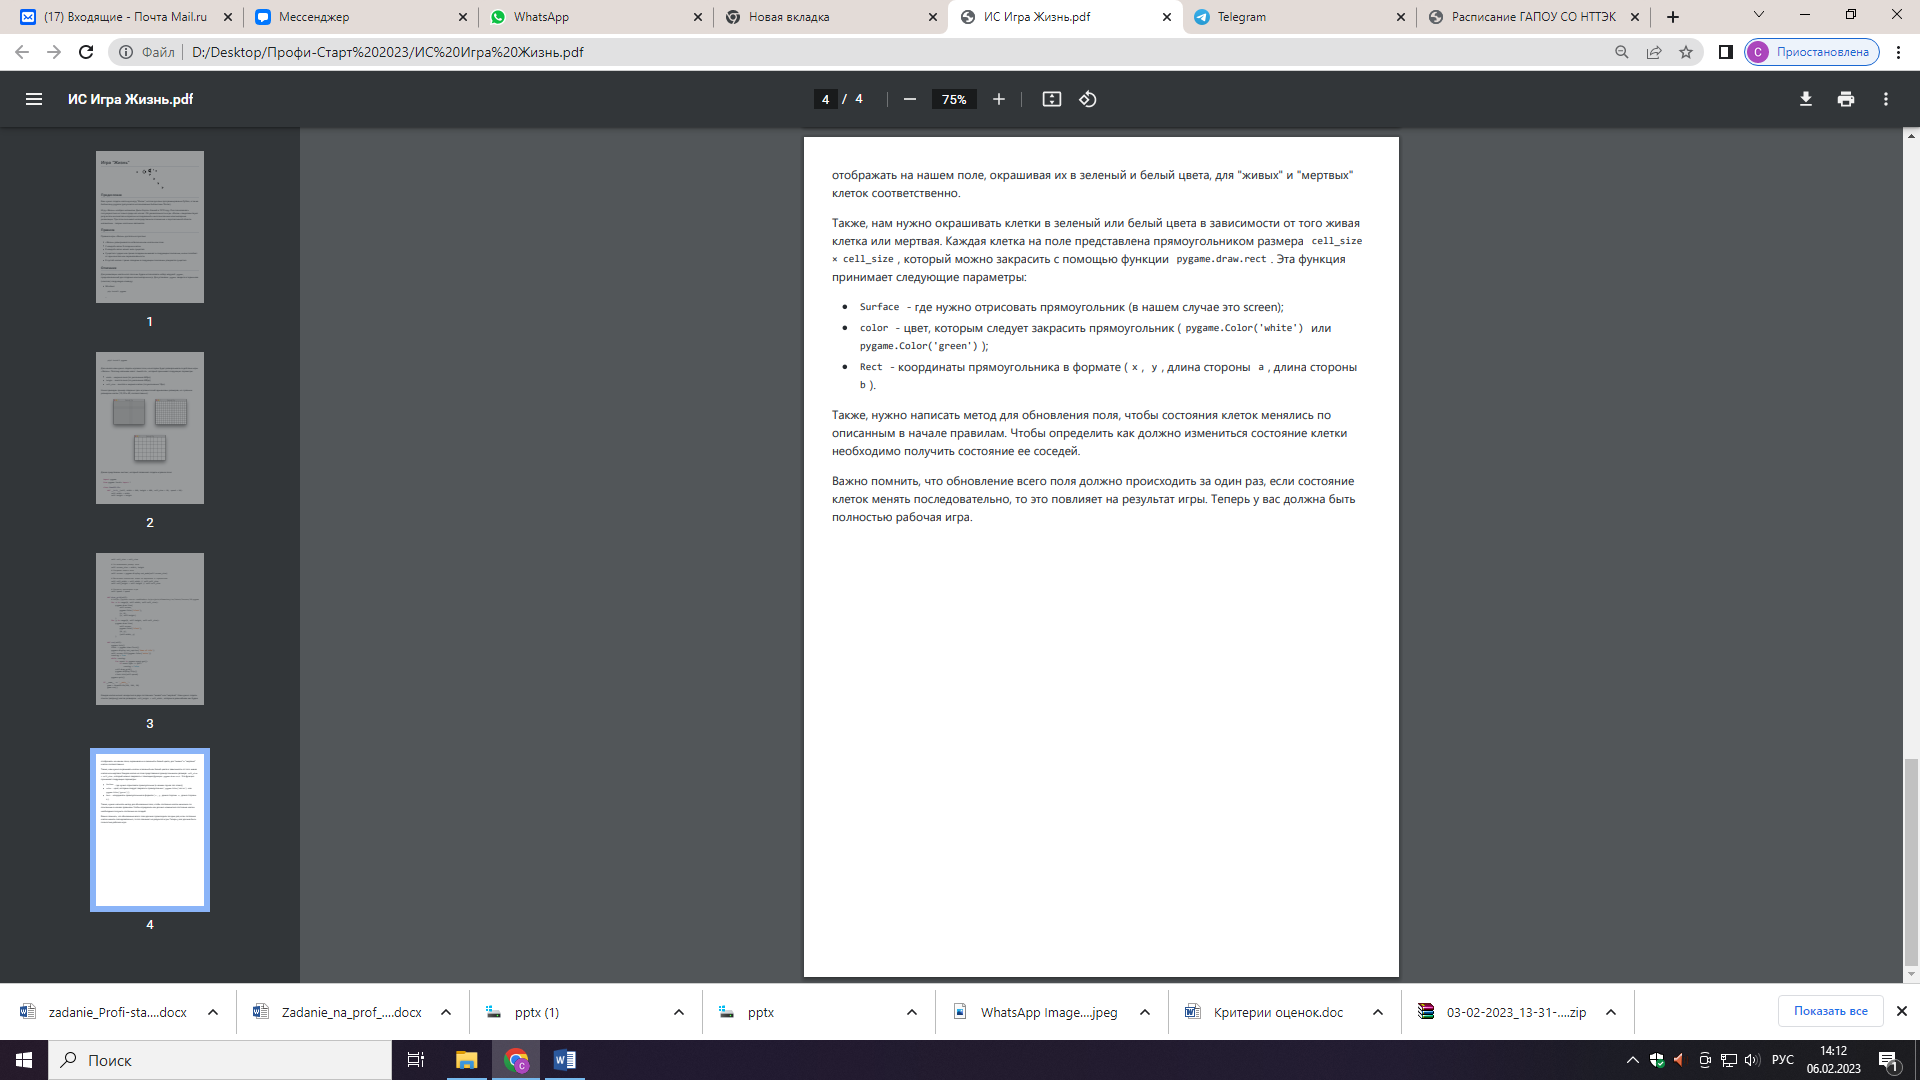 (17) Входящие - Почта Mail.ru
Мессенджер
WhatsApp
Новая вкладка
ИС Игра Жизнь.pdf
Telegram
Расписание ГАПОУ СО НТТЭК
Файл
D:/Desktop/Профи-Старт%202023/ИС%20Игра%20Жизнь.pdf
С
Приостановлена
ИС Игра Жизнь.pdf
4 / 4
75%
Игра "Жизнь"
1
2
3
4
отображать на нашем поле, окрашивая их в зеленый и белый цвета, для "живых" и "мертвых"
клеток соответственно.
Также, нам нужно окрашивать клетки в зеленый или белый цвета в зависимости от того живая
клетка или мертвая. Каждая клетка на поле представлена прямоугольником размера cell_size
× cell_size , который можно закрасить с помощью функции pygame.draw.rect . Эта функция
принимает следующие параметры:
• Surface - где нужно отрисовать прямоугольник (в нашем случае это screen);
• color - цвет, которым следует закрасить прямоугольник ( pygame.Color('white') или
pygame.Color('green') );
• Rect - координаты прямоугольника в формате ( x , y , длина стороны a , длина стороны
b ).
Также, нужно написать метод для обновления поля, чтобы состояния клеток менялись по
описанным в начале правилам. Чтобы определить как должно измениться состояние клетки
необходимо получить состояние ее соседей.
Важно помнить, что обновление всего поля должно происходить за один раз, если состояние
клеток менять последовательно, то это повлияет на результат игры. Теперь у вас должна быть
полностью рабочая игра.
zadanie_Profi-sta....docx
Zadanie_na_prof_....docx
pptx (1)
pptx
WhatsApp Image....jpeg
Критерии оценок.doc
03-02-2023_13-31-....zip
Показать все
Поиск
РУС
14:12
06.02.2023
1